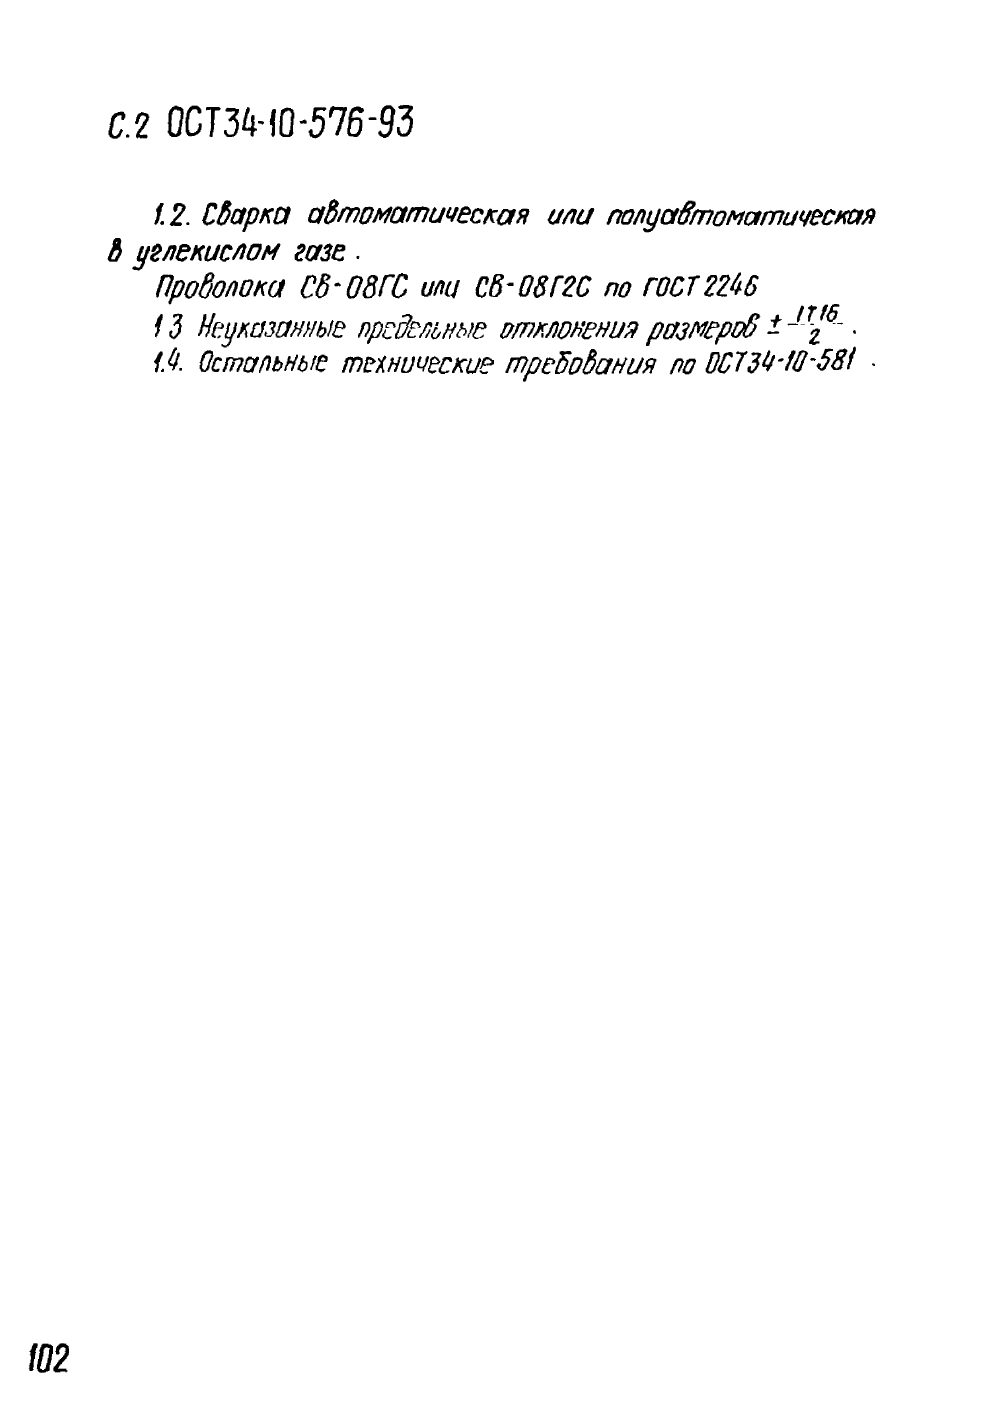 С.2 ОСТ34-10-576-93
1.2. Сварка автоматическая или полуавтоматическая
в углекислом газе.
Проволока СВ-08ГС или СВ-08Г2С по ГОСТ 2246
1 3 Неуказанные предельные отклонения размеров ± IT16/2.
1.4. Остальные технические требования по ОСТ34-10-581.
102